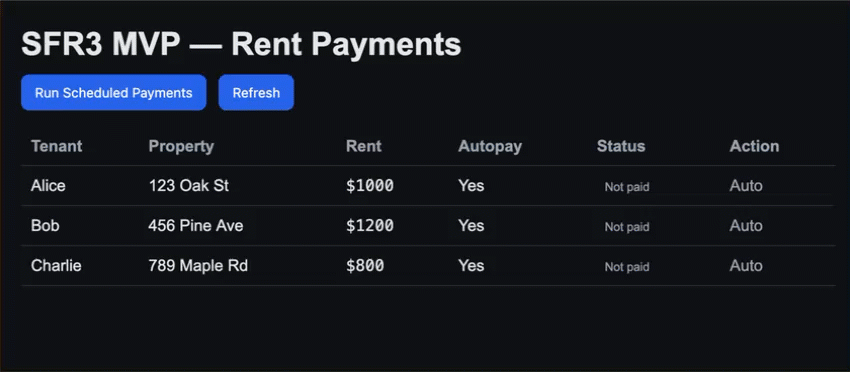 SFR3 MVP — Rent Payments
Run Scheduled Payments Refresh
Tenant Property Rent Autopay Status Action
Alice 123 Oak St $1000 Yes Not paid Auto
Bob 456 Pine Ave $1200 Yes Not paid Auto
Charlie 789 Maple Rd $800 Yes Not paid Auto